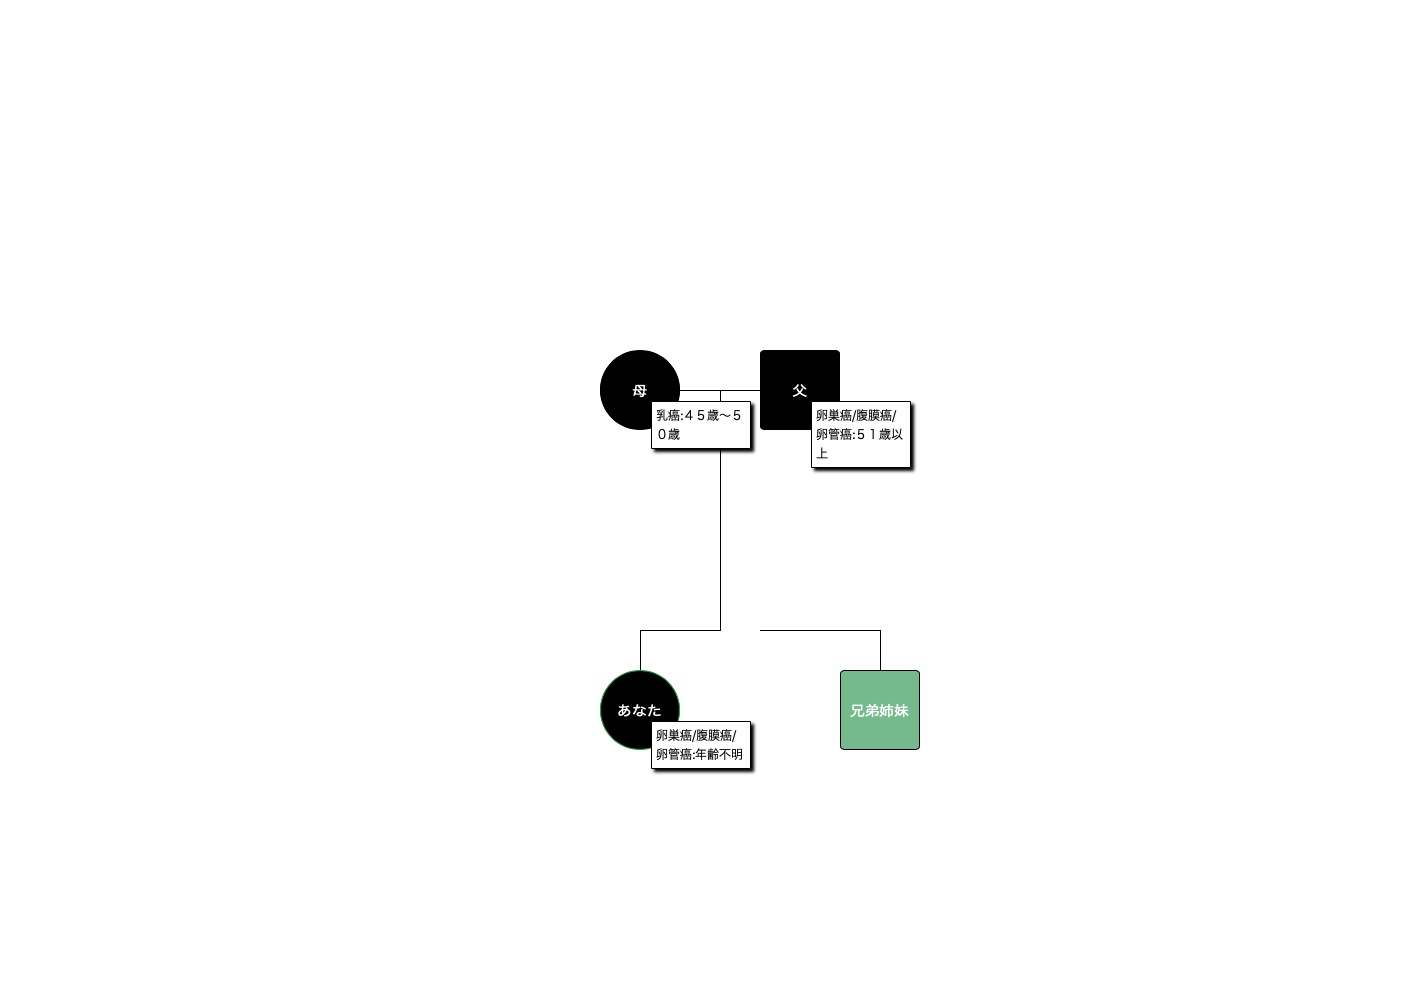 母
父
乳癌:４５歳～５
０歳
卵巣癌/腹膜癌/
卵管癌:５１歳以
上
あなた
兄弟姉妹
卵巣癌/腹膜癌/
卵管癌:年齢不明